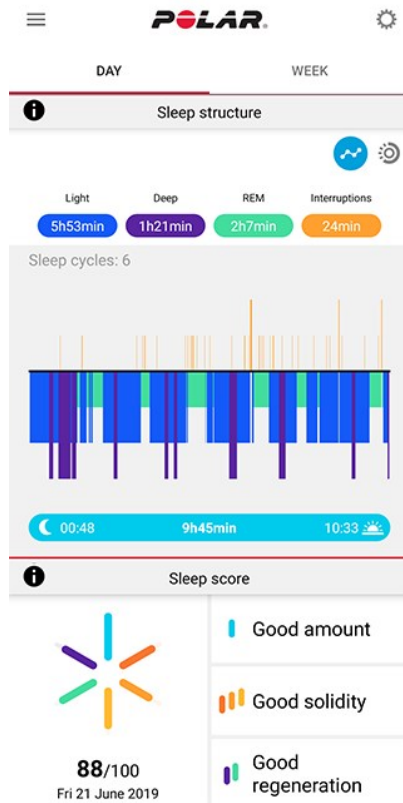 POLAR.
DAY WEEK
Sleep structure
Light Deep REM Interruptions
5h53min 1h21min 2h7min 24min
Sleep cycles: 6
00:48 9h45min 10:33
Sleep score
Good amount
Good solidity
Good
regeneration
88/100
Fri 21 June 2019